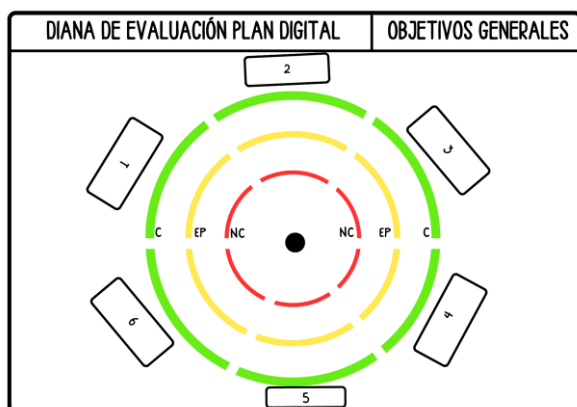 DIANA DE EVALUACIÓN PLAN DIGITAL
OBJETIVOS GENERALES
2
1
3
C EP NC NC EP C
6
4
5